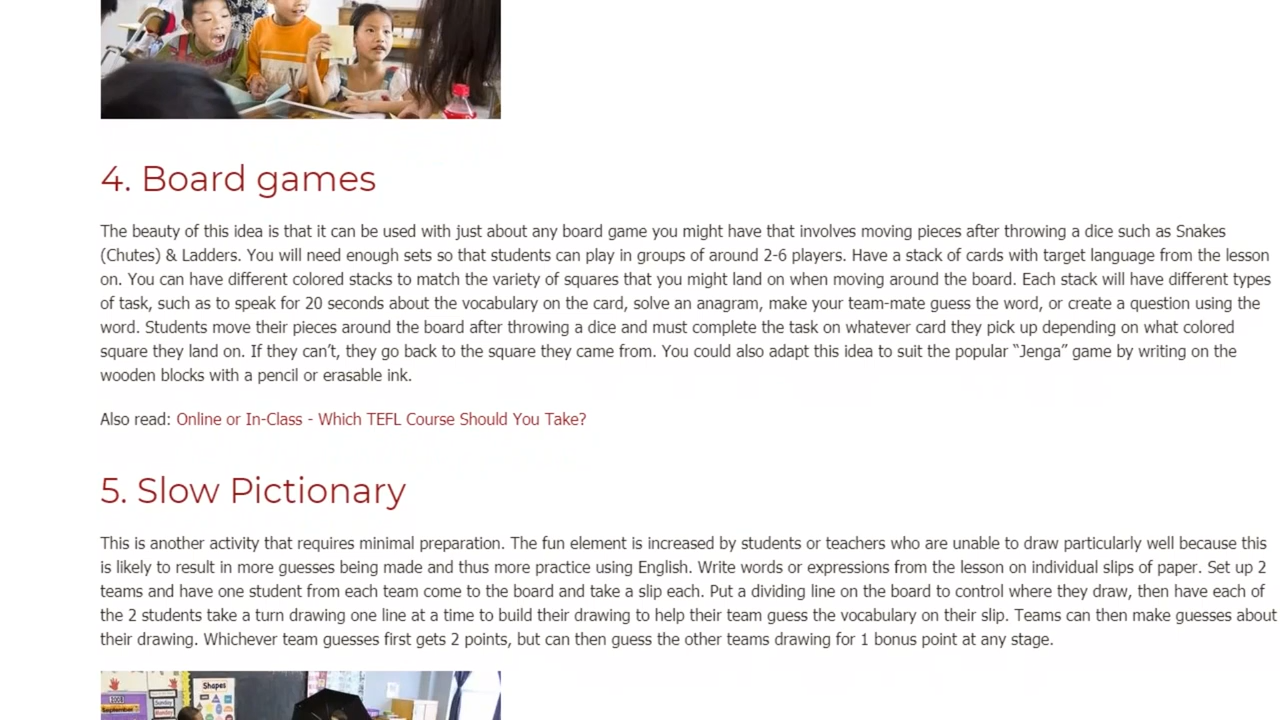 4. Board games
The beauty of this idea is that it can be used with just about any board game you might have that involves moving pieces after throwing a dice such as Snakes
(Chutes) & Ladders. You will need enough sets so that students can play in groups of around 2-6 players. Have a stack of cards with target language from the lesson
on. You can have different colored stacks to match the variety of squares that you might land on when moving around the board. Each stack will have different types
of task, such as to speak for 20 seconds about the vocabulary on the card, solve an anagram, make your team-mate guess the word, or create a question using the
word. Students move their pieces around the board after throwing a dice and must complete the task on whatever card they pick up depending on what colored
square they land on. If they can’t, they go back to the square they came from. You could also adapt this idea to suit the popular “Jenga” game by writing on the
wooden blocks with a pencil or erasable ink.
Also read: Online or In-Class - Which TEFL Course Should You Take?
5. Slow Pictionary
This is another activity that requires minimal preparation. The fun element is increased by students or teachers who are unable to draw particularly well because this
is likely to result in more guesses being made and thus more practice using English. Write words or expressions from the lesson on individual slips of paper. Set up 2
teams and have one student from each team come to the board and take a slip each. Put a dividing line on the board to control where they draw, then have each of
the 2 students take a turn drawing one line at a time to build their drawing to help their team guess the vocabulary on their slip. Teams can then make guesses about
their drawing. Whichever team guesses first gets 2 points, but can then guess the other teams drawing for 1 bonus point at any stage.
Shapes
September
Sunday
Monday